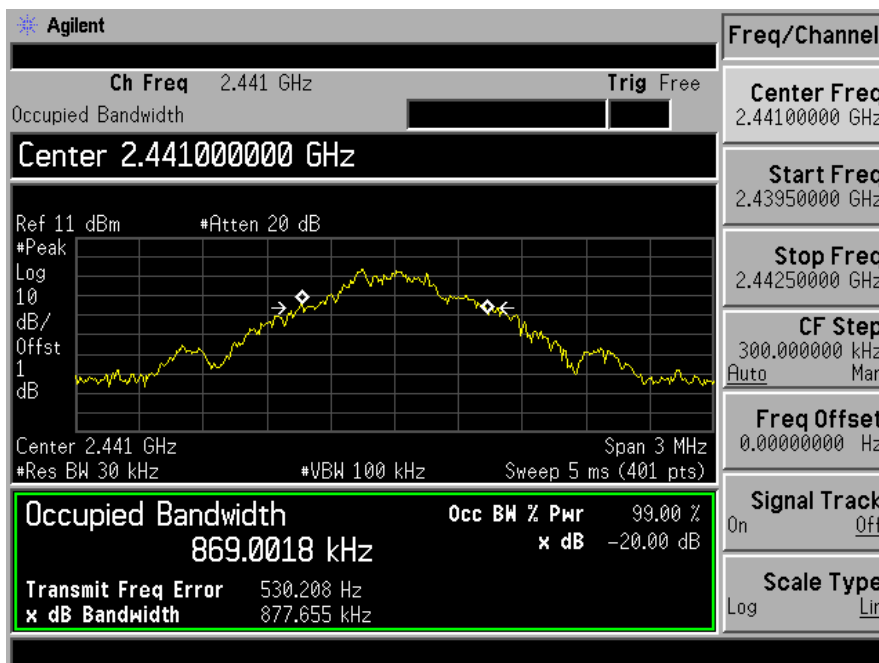 Agilent
Ch Freq 2.441 GHz Trig Free
Occupied Bandwidth
Center 2.441000000 GHz
Ref 11 dBm #Atten 20 dB
#Peak
Log
10
dB/
Offst
1
dB
Center 2.441 GHz Span 3 MHz
#Res BW 30 kHz #VBW 100 kHz Sweep 5 ms (401 pts)
Occupied Bandwidth
869.0018 kHz
Occ BW % Pwr 99.00 %
x dB -20.00 dB
Transmit Freq Error 530.208 Hz
x dB Bandwidth 877.655 kHz
Freq/Channel
Center Freq
2.44100000 GHz
Start Freq
2.43950000 GHz
Stop Freq
2.44250000 GHz
CF Step
300.000000 kHz
Auto Man
Freq Offset
0.00000000 Hz
Signal Track
On Off
Scale Type
Log Lin